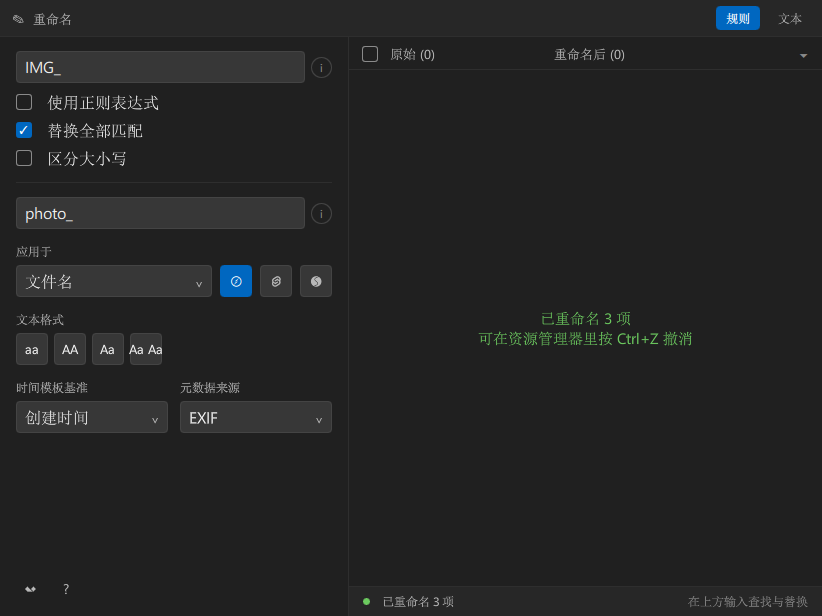 重命名
规则
文本
IMG_
使用正则表达式
替换全部匹配
区分大小写
photo_
应用于
文件名
文本格式
aa
AA
Aa
Aa Aa
时间模板基准
元数据来源
创建时间
EXIF
?
原始 (0)
重命名后 (0)
已重命名 3 项
可在资源管理器里按 Ctrl+Z 撤消
已重命名 3 项
在上方输入查找与替换